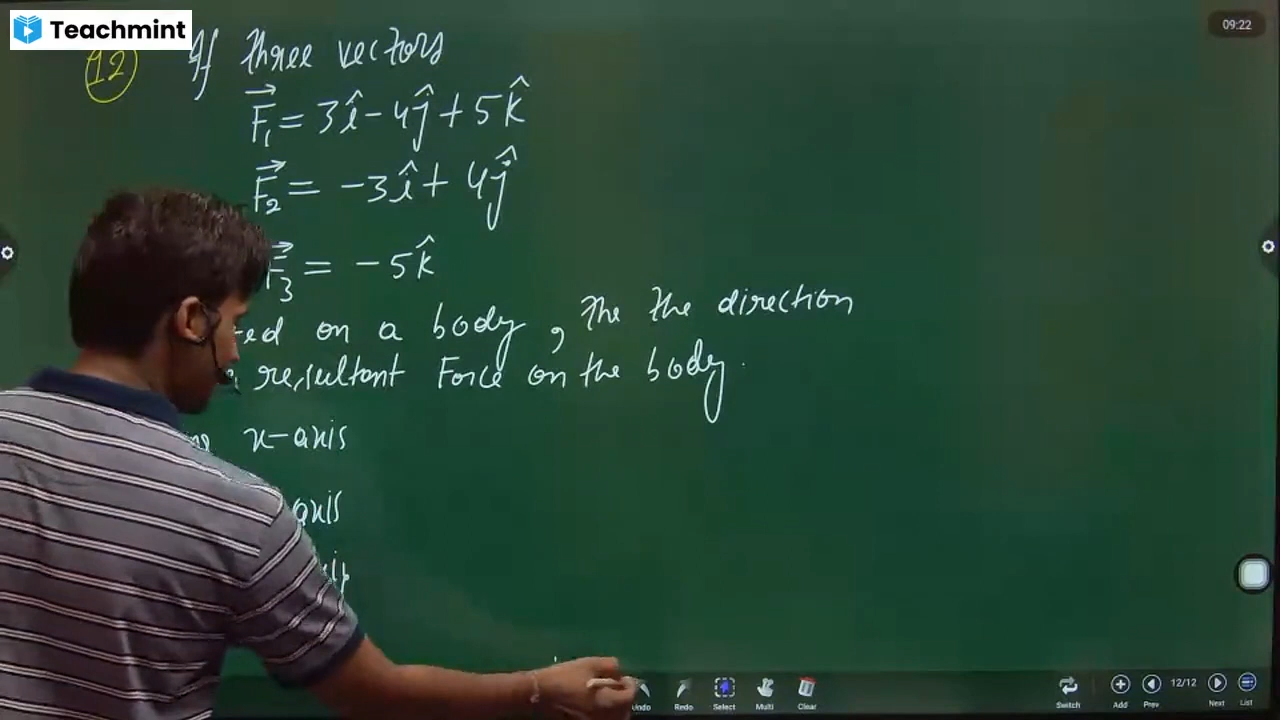 Teachmint
09:22
12 If three vectors
F₁ = 3î - 4ĵ + 5k̂
F₂ = -3î + 4ĵ
F₃ = -5k̂
on a body, the the direction
resultant Force on the body.
x-axis
axis
Redo Select Multi Clear
Switch Add Prev 12/12 Next List